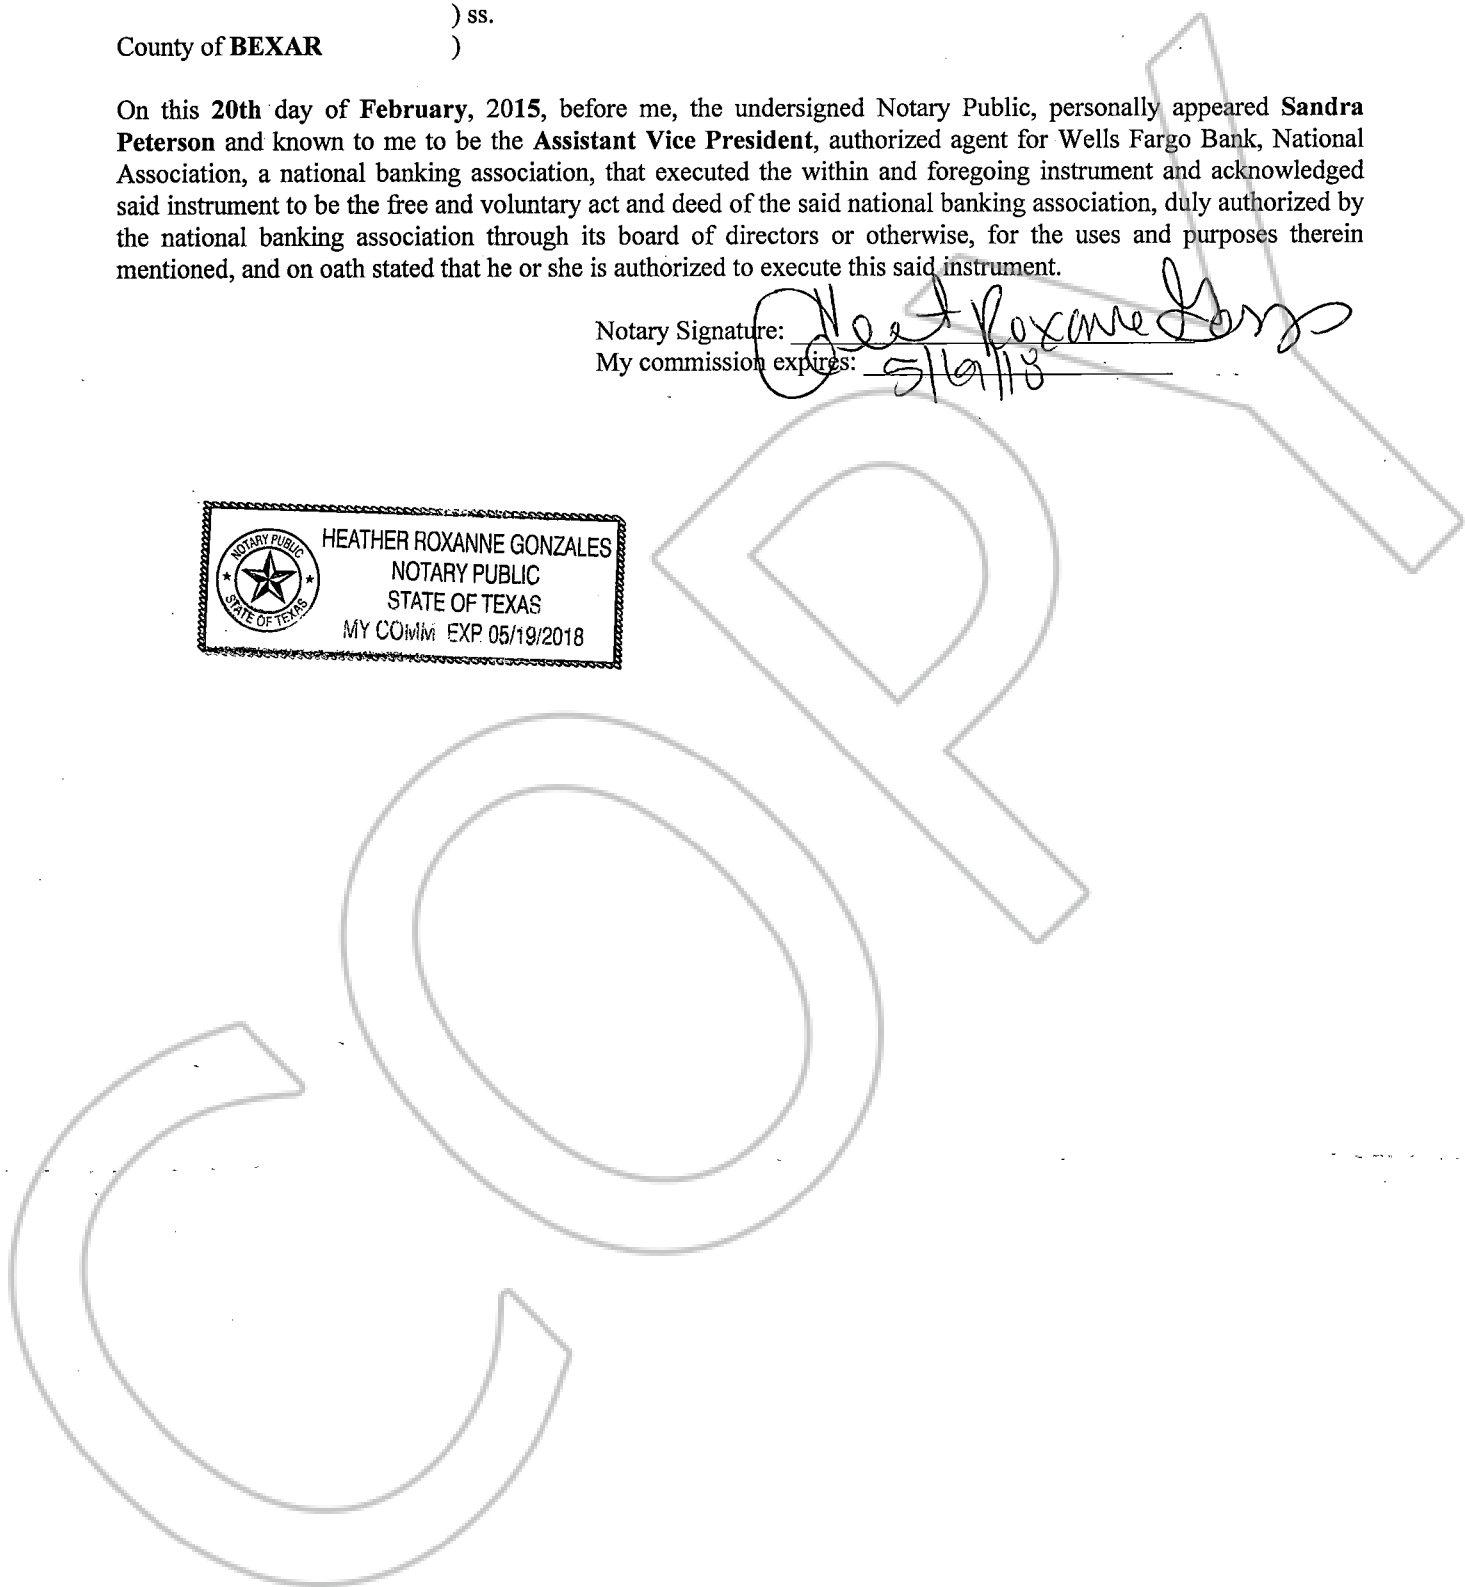 ) ss.
County of BEXAR )
On this 20th day of February, 2015, before me, the undersigned Notary Public, personally appeared Sandra
Peterson and known to me to be the Assistant Vice President, authorized agent for Wells Fargo Bank, National
Association, a national banking association, that executed the within and foregoing instrument and acknowledged
said instrument to be the free and voluntary act and deed of the said national banking association, duly authorized by
the national banking association through its board of directors or otherwise, for the uses and purposes therein
mentioned, and on oath stated that he or she is authorized to execute this said instrument.
Notary Signature: Roxanne
My commission expires: 5/19/18
HEATHER ROXANNE GONZALES
NOTARY PUBLIC
STATE OF TEXAS
MY COMM EXP. 05/19/2018
NOTARY PUBLIC
STATE OF TEXAS
COPY